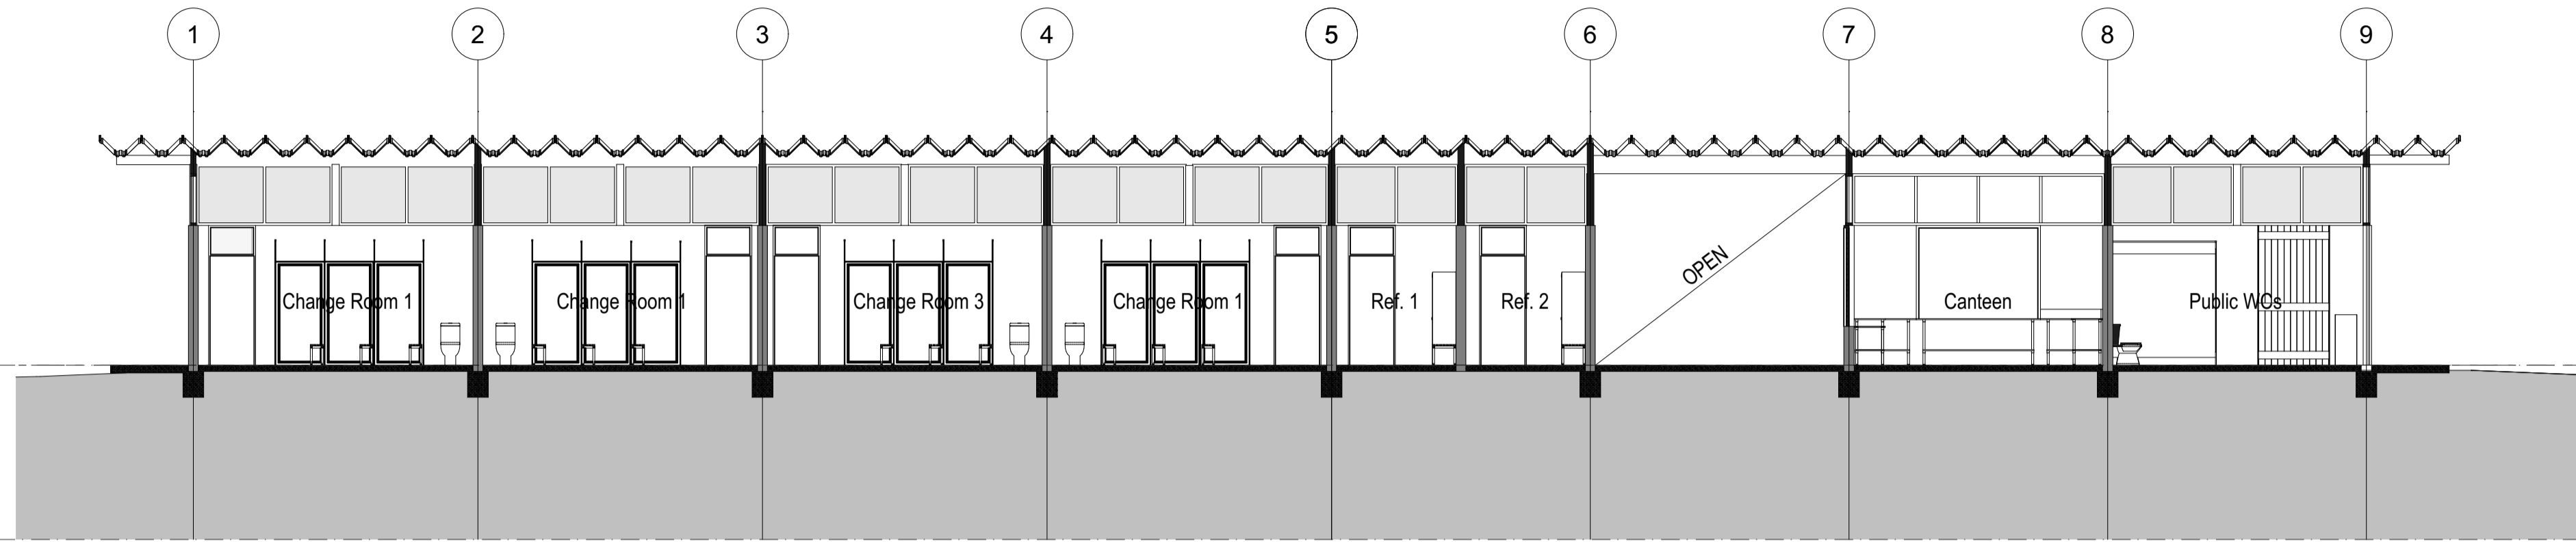 1 2 3 4 5 6 7 8 9
OPEN
Change Room 1 Change Room 1 Change Room 3 Change Room 1 Ref. 1 Ref. 2 Canteen Public WCs